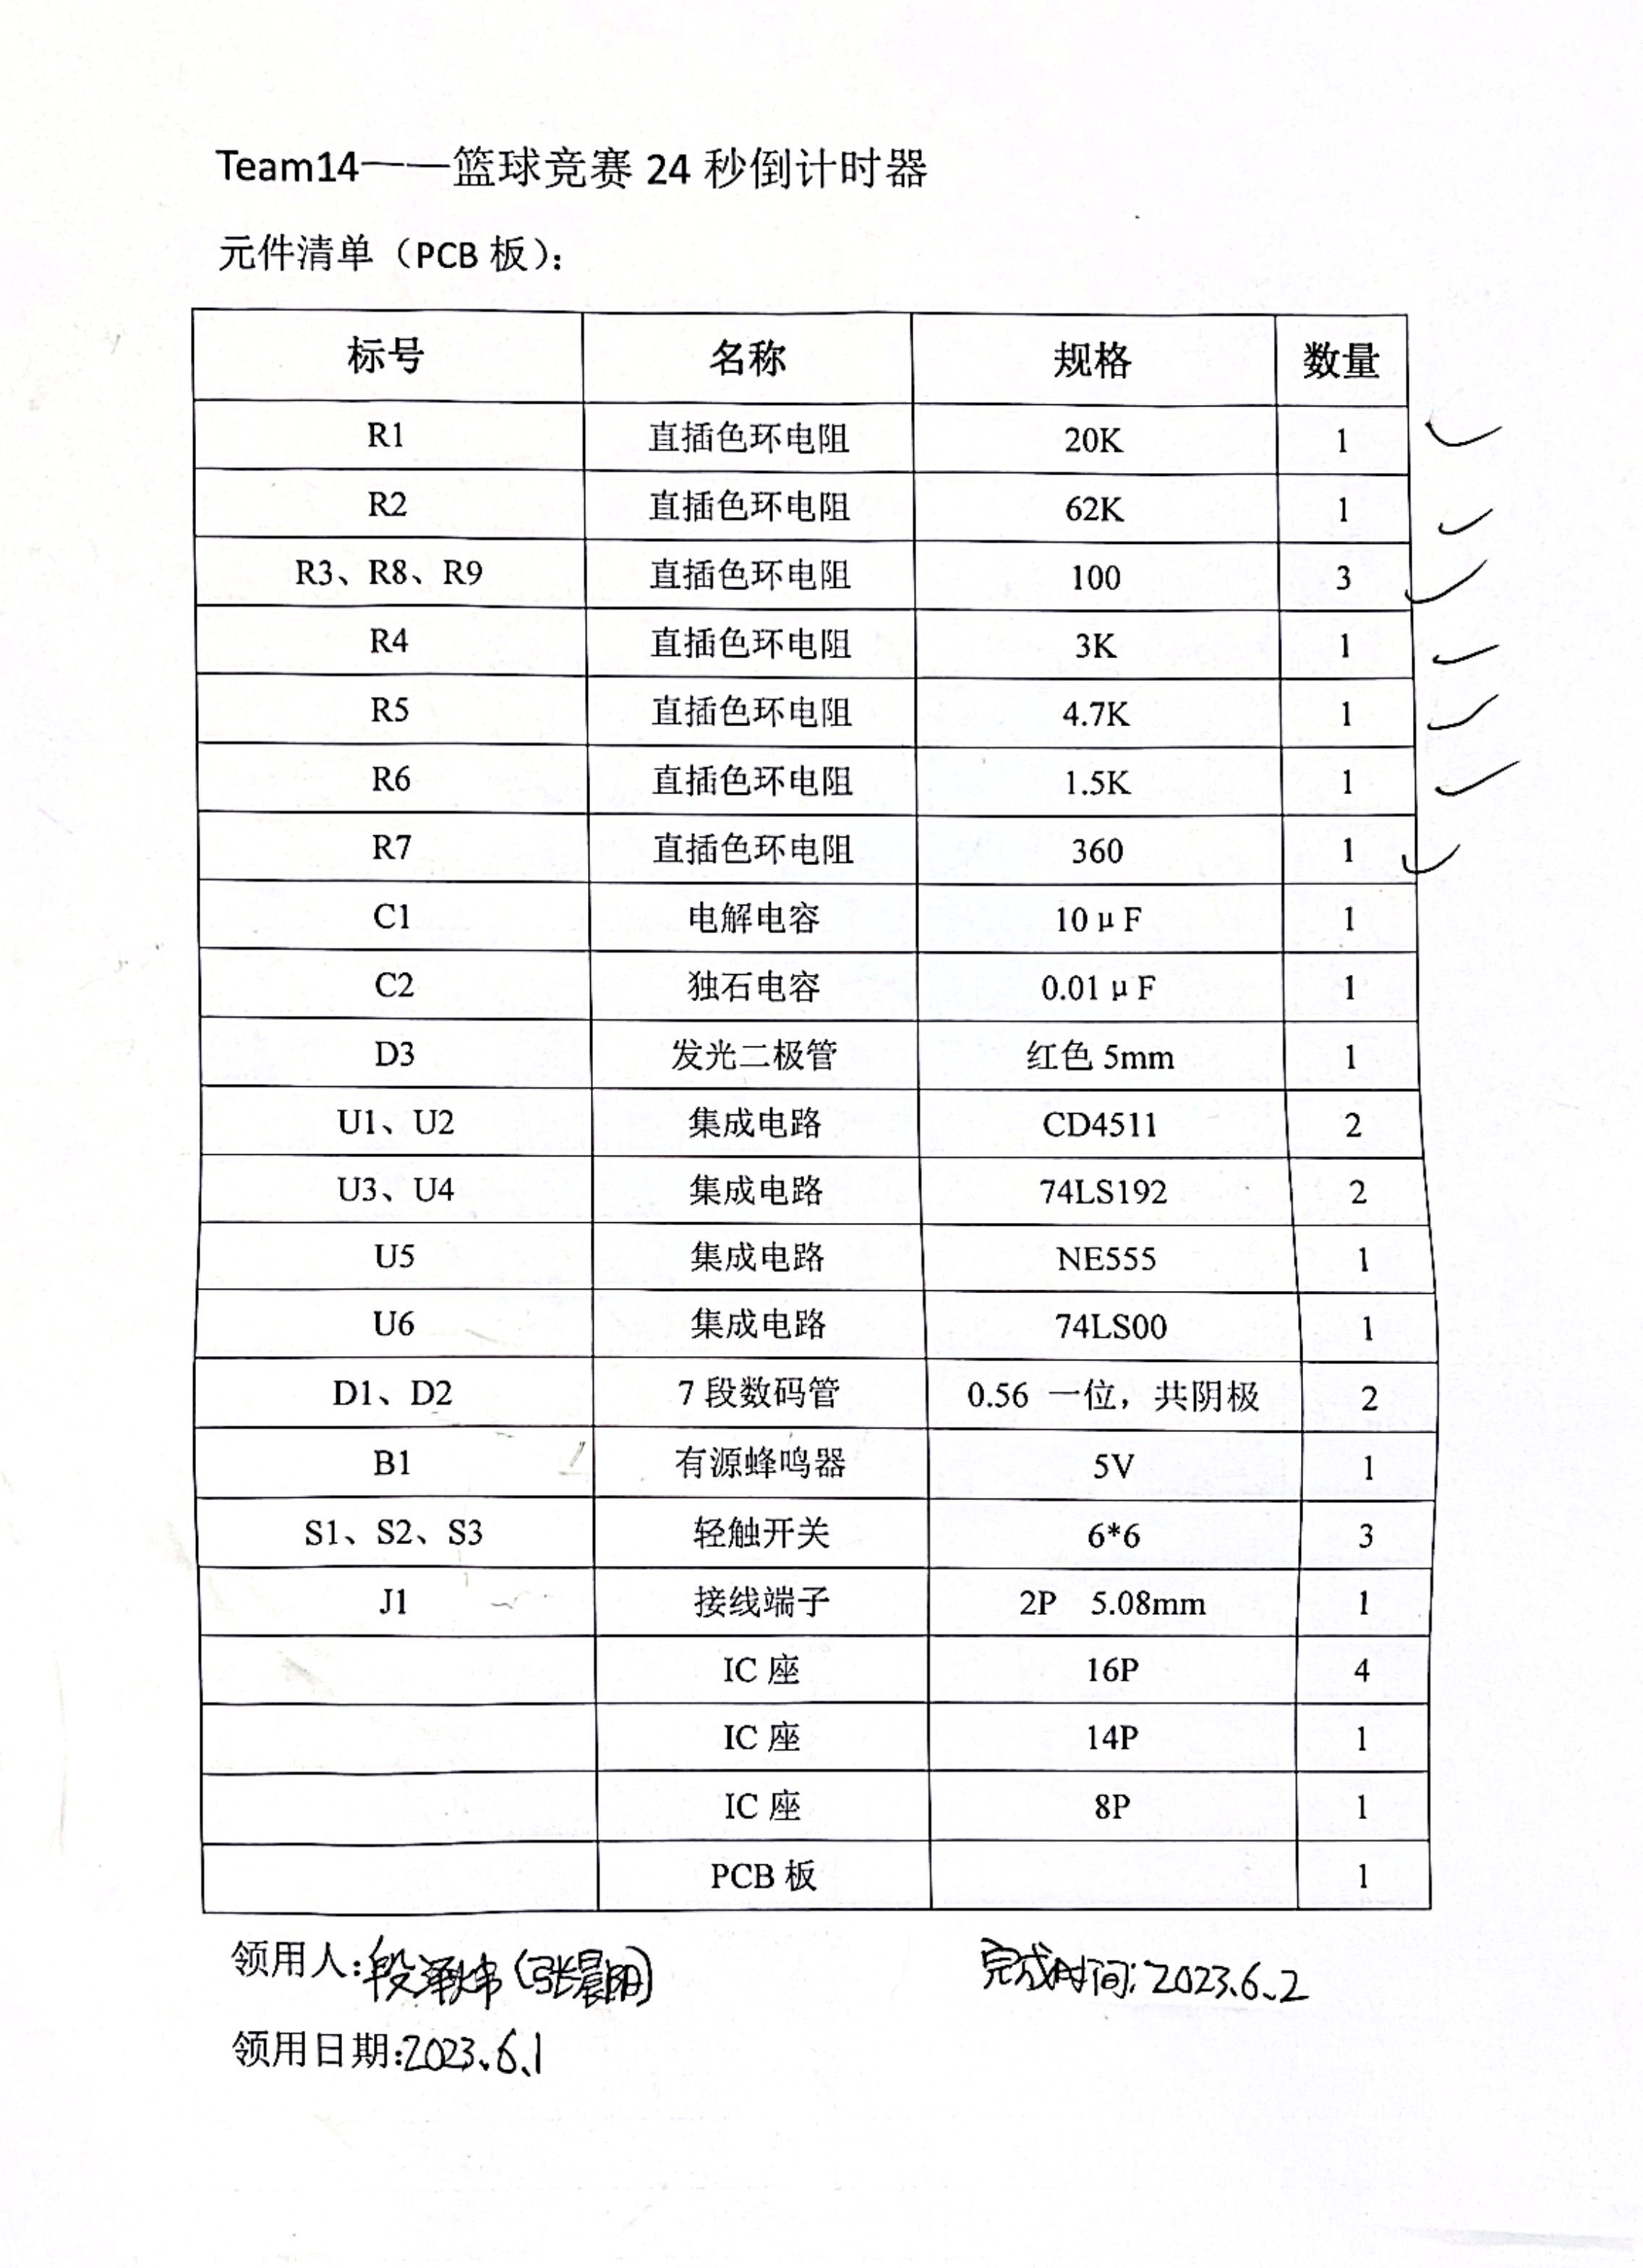 Team14——篮球竞赛 24 秒倒计时器
元件清单（PCB 板）：
标号 名称 规格 数量
R1 直插色环电阻 20K 1
R2 直插色环电阻 62K 1
R3、R8、R9 直插色环电阻 100 3
R4 直插色环电阻 3K 1
R5 直插色环电阻 4.7K 1
R6 直插色环电阻 1.5K 1
R7 直插色环电阻 360 1
C1 电解电容 10 μ F 1
C2 独石电容 0.01 μ F 1
D3 发光二极管 红色 5mm 1
U1、U2 集成电路 CD4511 2
U3、U4 集成电路 74LS192 2
U5 集成电路 NE555 1
U6 集成电路 74LS00 1
D1、D2 7 段数码管 0.56 一位，共阴极 2
B1 有源蜂鸣器 5V 1
S1、S2、S3 轻触开关 6*6 3
J1 接线端子 2P 5.08mm 1
IC 座 16P 4
IC 座 14P 1
IC 座 8P 1
PCB 板 1
领用人：段泽炜（张晨阳） 完成时间：2023.6.2
领用日期：2023.6.1